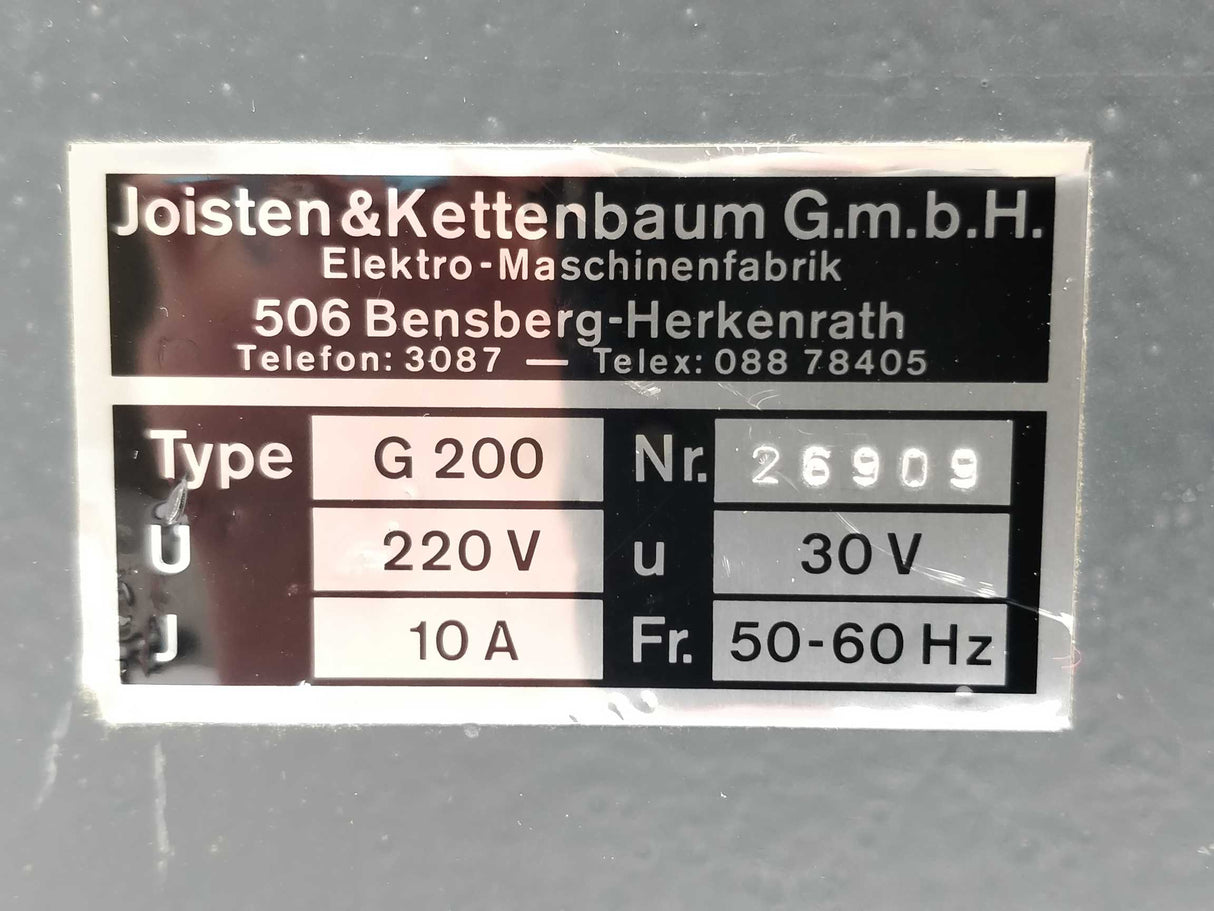 Joisten & Kettenbaum G.m.b.H.
Elektro-Maschinenfabrik
506 Bensberg-Herkenrath
Telefon: 3087 — Telex: 088 78405
Type G 200 Nr. 26909
U 220 V u 30 V
J 10 A Fr. 50-60 Hz